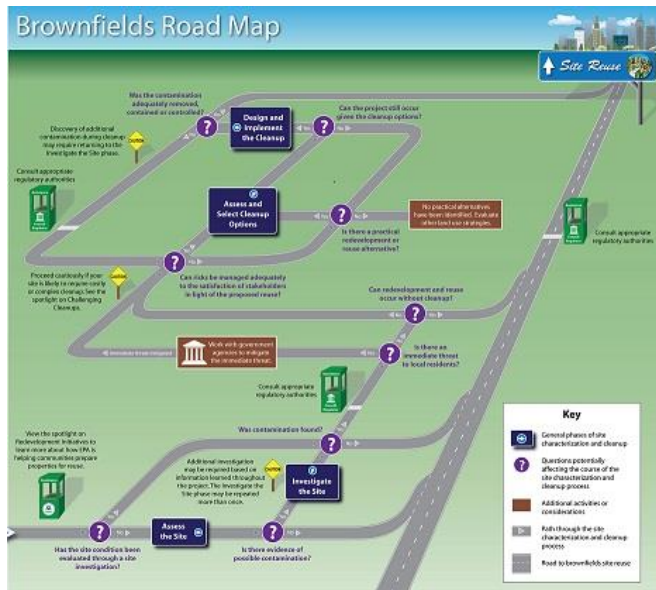 Brownfields Road Map
Site Reuse
Was the contamination
adequately removed,
contained or controlled?
Design and
Implement
the Cleanup
Can the project still occur
given the cleanup options?
Discovery of additional
contamination during cleanup
may require returning to the
Investigate the Site phase.
CAUTION
Consult appropriate
regulatory authorities
Assess and
Select Cleanup
Options
No practical alternatives
have been identified. Evaluate
other land use strategies.
Is there a practical
redevelopment or
reuse alternative?
Consult appropriate
regulatory authorities
Proceed cautiously if your
site is likely to require costly
or complex cleanup. See the
spotlight on Challenging
Cleanups.
CAUTION
Can risks be managed adequately
to the satisfaction of stakeholders
in light of the proposed reuse?
Can redevelopment and reuse
occur without cleanup?
Immediate threat mitigated
Work with government
agencies to mitigate
the immediate threat.
Is there an
immediate threat
to local residents?
Consult appropriate
regulatory authorities
View the spotlight on
Redevelopment Initiatives to
learn more about how EPA is
helping communities prepare
properties for reuse.
Was contamination found?
Additional investigation
may be required based on
information learned throughout
the project. The Investigate the
Site phase may be repeated
more than once.
CAUTION
Investigate
the Site
Assess
the Site
Has the site condition been
evaluated through a site
investigation?
Is there evidence of
possible contamination?
Key
General phases of site
characterization and cleanup
Questions potentially
affecting the course of the
site characterization and
cleanup process
Additional activities or
considerations
Path through the site
characterization and cleanup
process
Road to brownfields site
reuse